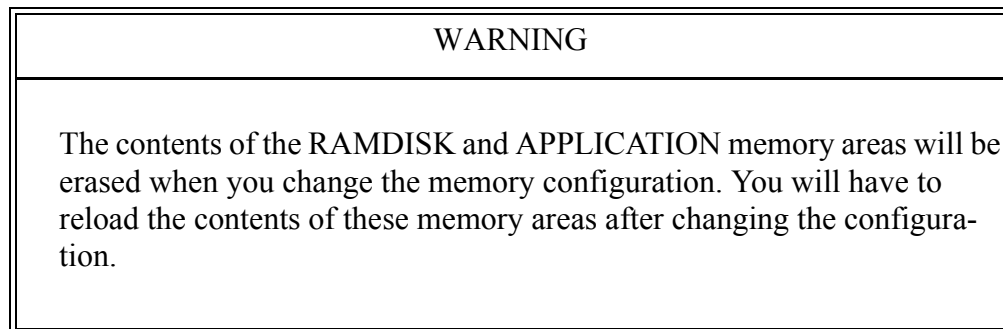 WARNING
The contents of the RAMDISK and APPLICATION memory areas will be
erased when you change the memory configuration. You will have to
reload the contents of these memory areas after changing the configura-
tion.